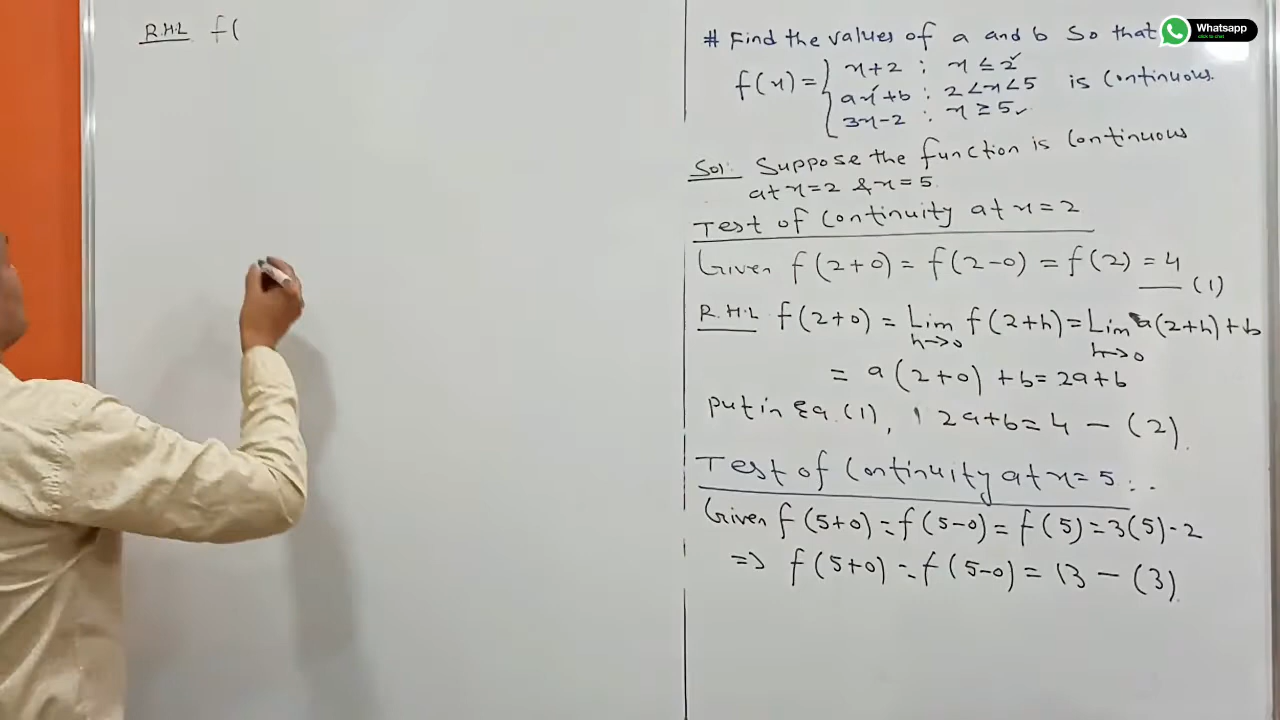 R.H.L f(
# Find the values of a and b so that
f(x) = { x+2 : x ≤ 2
ax+b : 2 < x < 5 is continuous.
3x-2 : x ≥ 5
Sol: Suppose the function is continuous
at x=2 & x=5.
Test of continuity at x=2
Given f(2+0) = f(2-0) = f(2) = 4 — (1)
R.H.L f(2+0) = Lim h→0 f(2+h) = Lim h→0 a(2+h)+b
= a(2+0)+b = 2a+b
put in Eq. (1), 2a+b=4 — (2)
Test of continuity at x=5:
Given f(5+0) = f(5-0) = f(5) = 3(5)-2
=> f(5+0) = f(5-0) = 13 — (3)
Whatsapp
click to chat